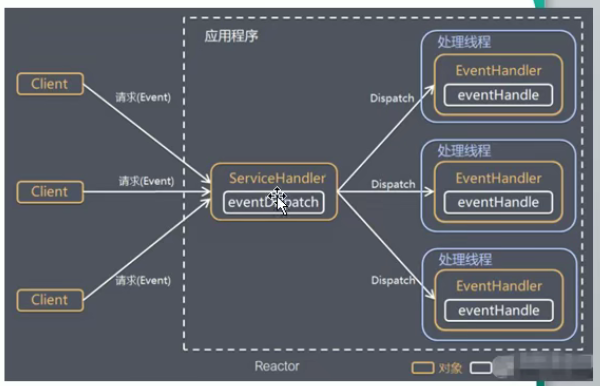 应用程序
处理线程
EventHandler
eventHandle
Client
请求(Event)
Dispatch
处理线程
EventHandler
eventHandle
Client
请求(Event)
ServiceHandler
Dispatch
处理线程
EventHandler
eventHandle
Client
请求(Event)
Dispatch
Reactor
对象